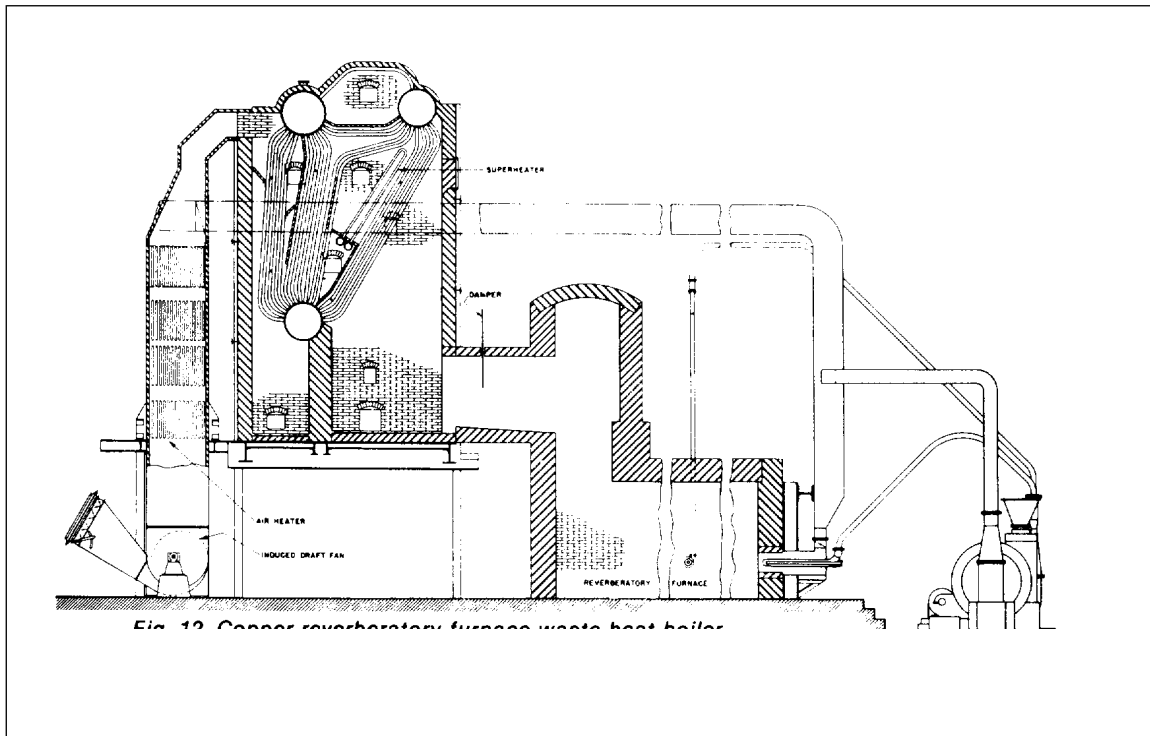 SUPERHEATER
DAMPER
AIR HEATER
INDUCED DRAFT FAN
REVERBERATORY FURNACE
Fig. 12 Copper reverberatory furnace waste heat boiler